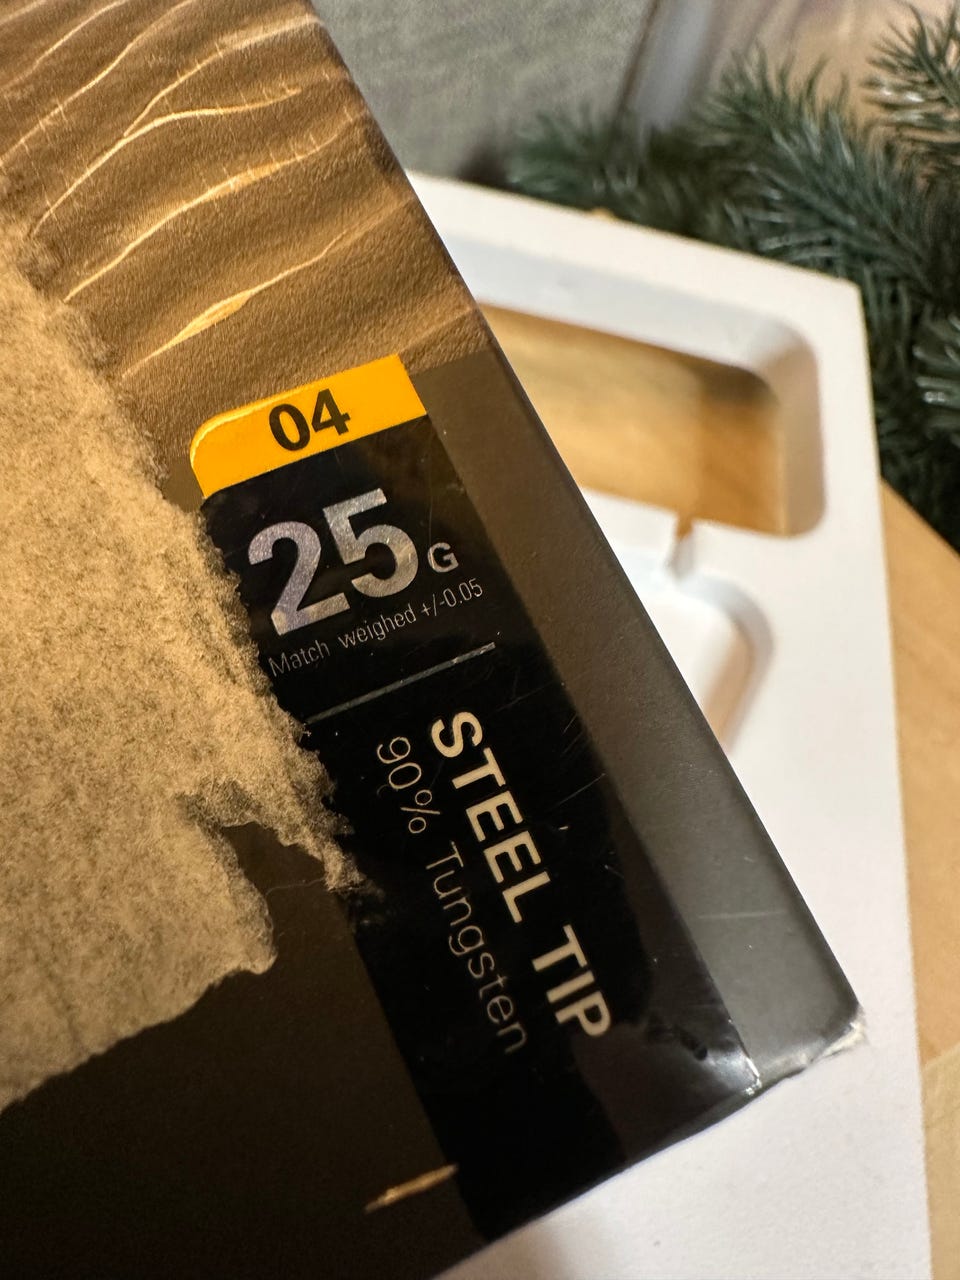 04
25G
Match weighed +/-0.05
STEEL TIP
90% Tungsten